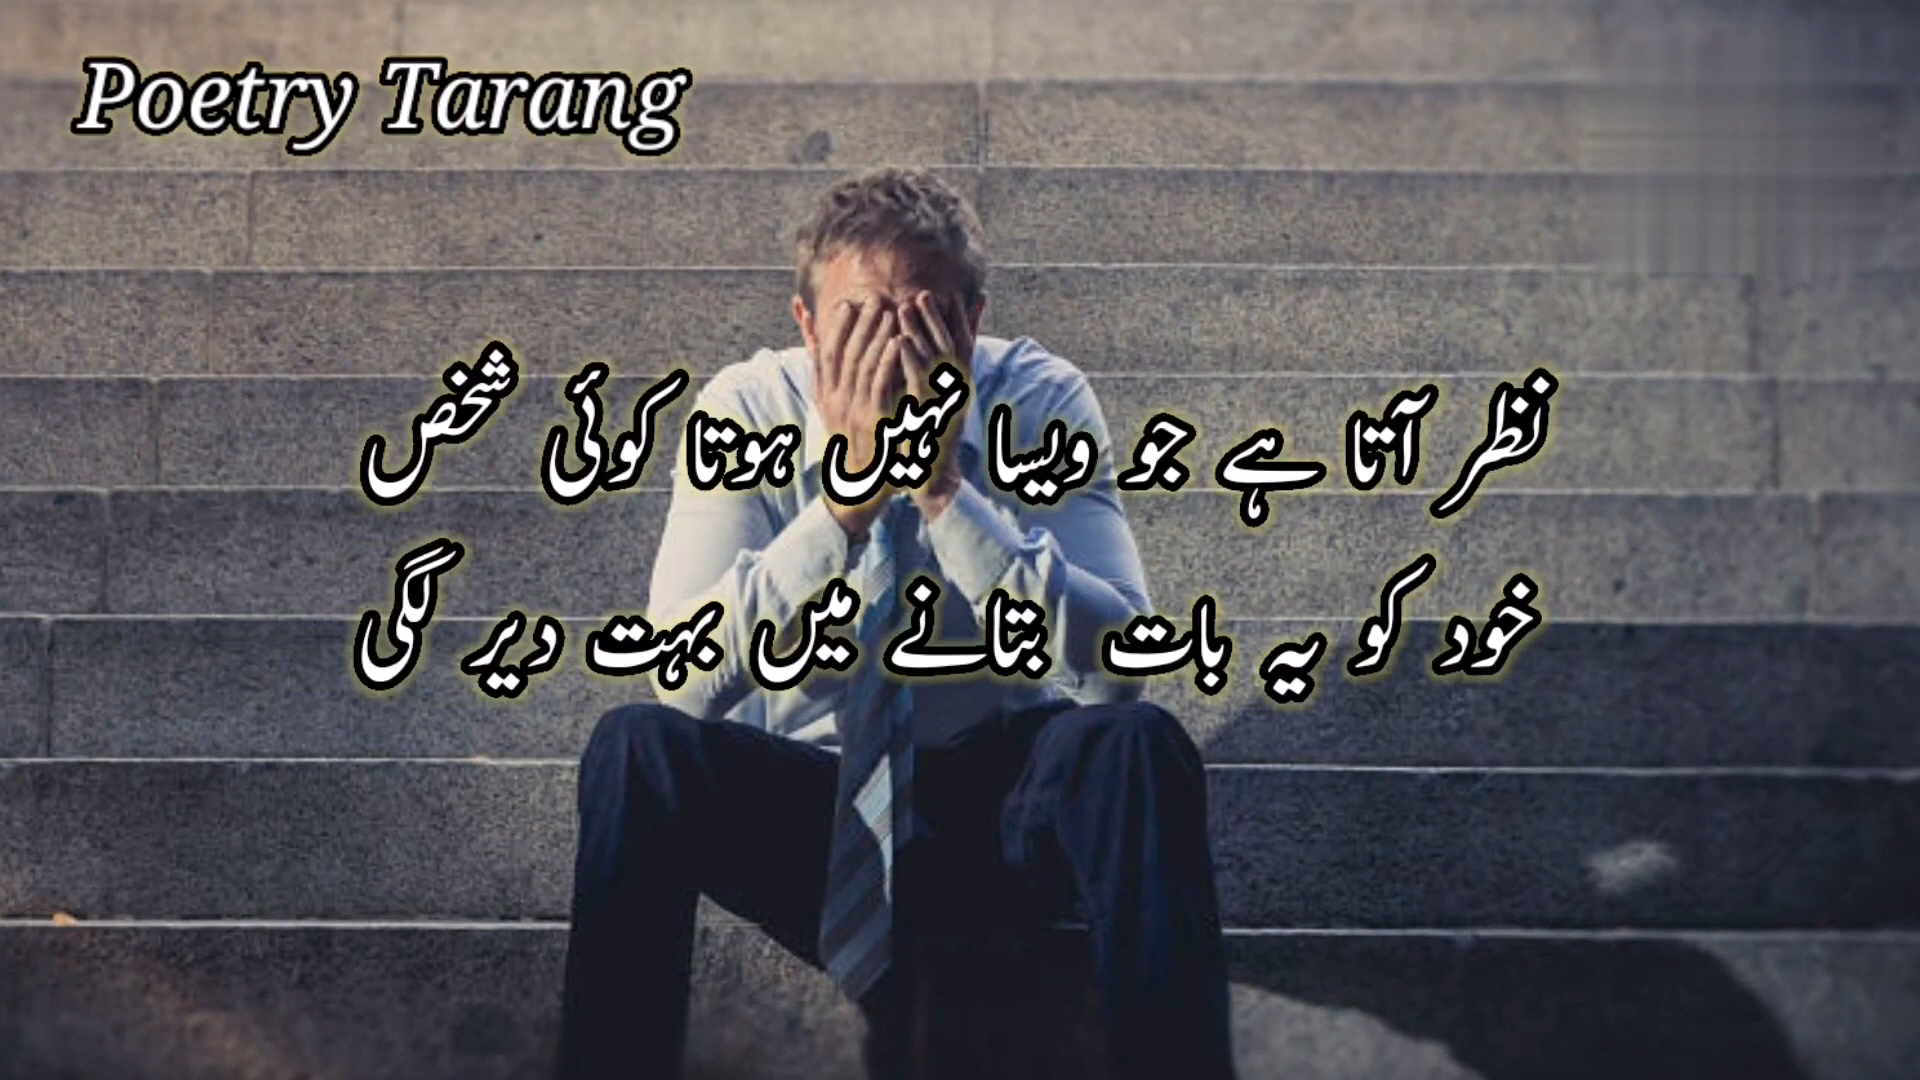 Poetry Tarang
نظر آتا ہے جو ویسا نہیں ہوتا کوئی شخص
خود کو یہ بات بتانے میں بہت دیر لگی